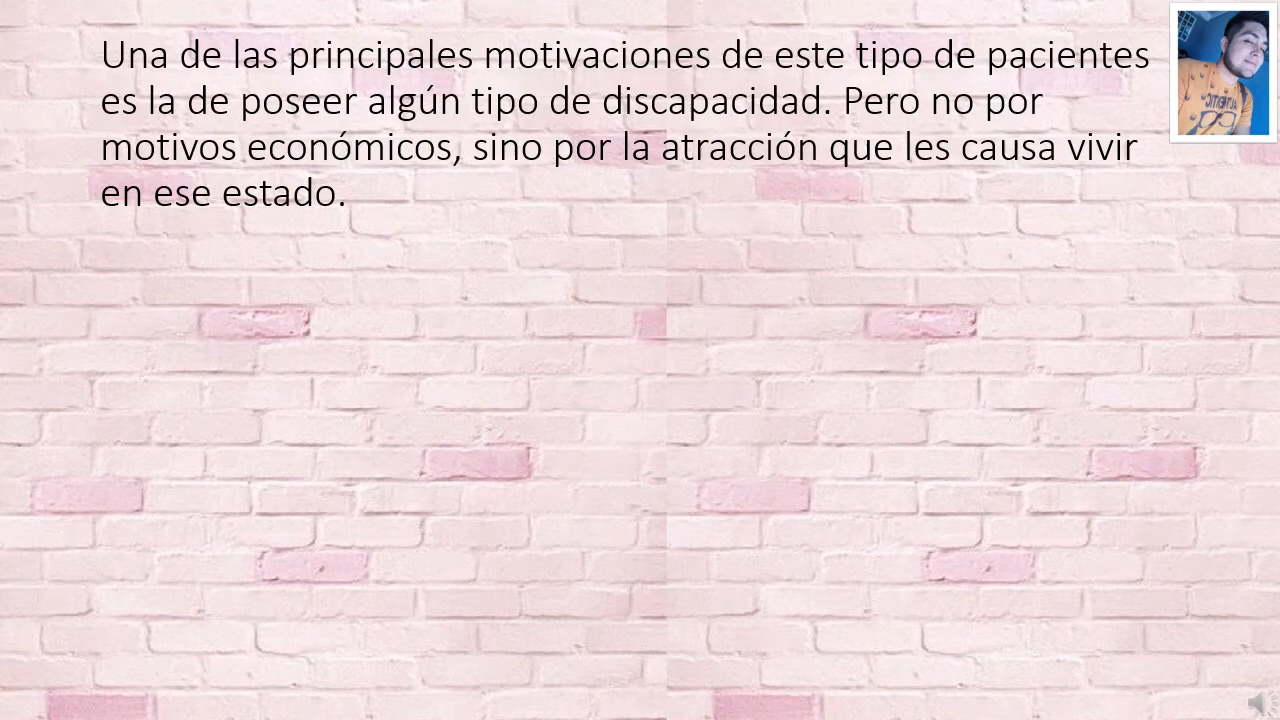 Una de las principales motivaciones de este tipo de pacientes
es la de poseer algún tipo de discapacidad. Pero no por
motivos económicos, sino por la atracción que les causa vivir
en ese estado.